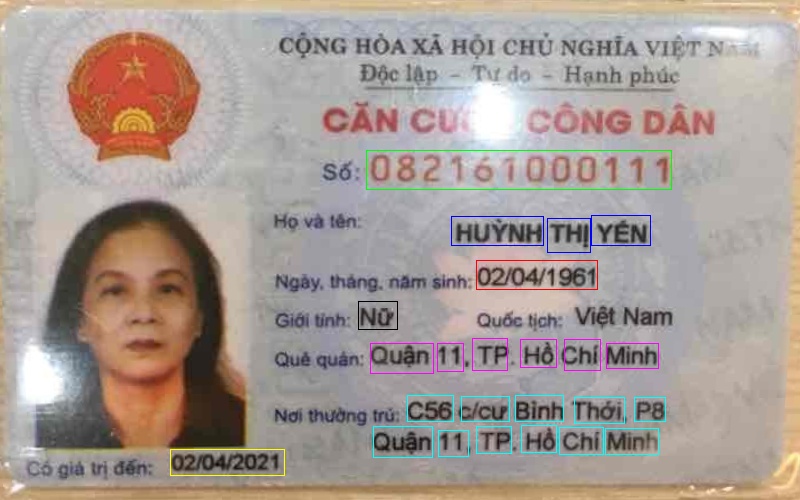 CỘNG HÒA XÃ HỘI CHỦ NGHĨA VIỆT NAM
Độc lập - Tự do - Hạnh phúc
CĂN CƯỚC CÔNG DÂN
Số: 082161000111
Họ và tên:
HUỲNH THỊ YẾN
Ngày, tháng, năm sinh: 02/04/1961
Giới tính: Nữ Quốc tịch: Việt Nam
Quê quán: Quận 11, TP. Hồ Chí Minh
Nơi thường trú: C56 c/cư Bình Thới, P8
Quận 11, TP. Hồ Chí Minh
Có giá trị đến: 02/04/2021